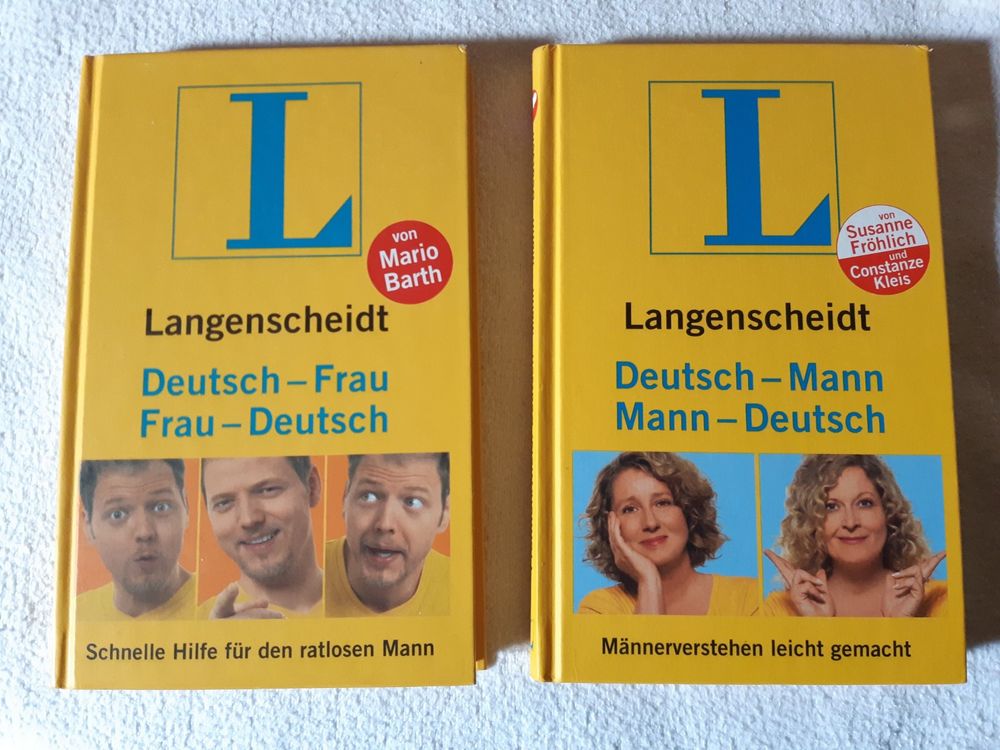 L
von
Mario
Barth
Langenscheidt
Deutsch – Frau
Frau – Deutsch
Schnelle Hilfe für den ratlosen Mann
L
von
Susanne
Fröhlich
und
Constanze
Kleis
Langenscheidt
Deutsch – Mann
Mann – Deutsch
Männerverstehen leicht gemacht